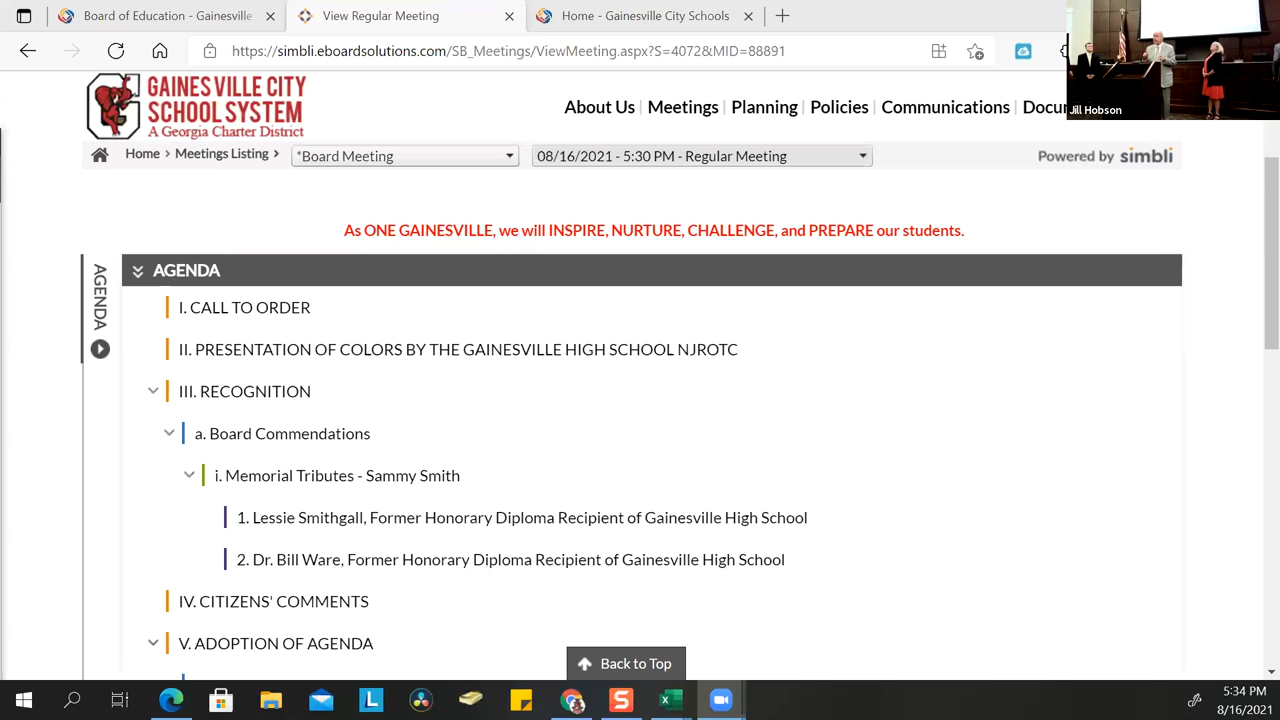 Board of Education - Gainesville
View Regular Meeting
Home - Gainesville City Schools
https://simbli.eboardsolutions.com/SB_Meetings/ViewMeeting.aspx?S=4072&MID=88891
Jill Hobson
GAINESVILLE CITY
SCHOOL SYSTEM
A Georgia Charter District
About Us | Meetings | Planning | Policies | Communications | Docu
Home > Meetings Listing > *Board Meeting 08/16/2021 - 5:30 PM - Regular Meeting Powered by simbli
As ONE GAINESVILLE, we will INSPIRE, NURTURE, CHALLENGE, and PREPARE our students.
AGENDA
AGENDA
I. CALL TO ORDER
II. PRESENTATION OF COLORS BY THE GAINESVILLE HIGH SCHOOL NJROTC
III. RECOGNITION
a. Board Commendations
i. Memorial Tributes - Sammy Smith
1. Lessie Smithgall, Former Honorary Diploma Recipient of Gainesville High School
2. Dr. Bill Ware, Former Honorary Diploma Recipient of Gainesville High School
IV. CITIZENS' COMMENTS
V. ADOPTION OF AGENDA
Back to Top
L
S
5:34 PM
8/16/2021